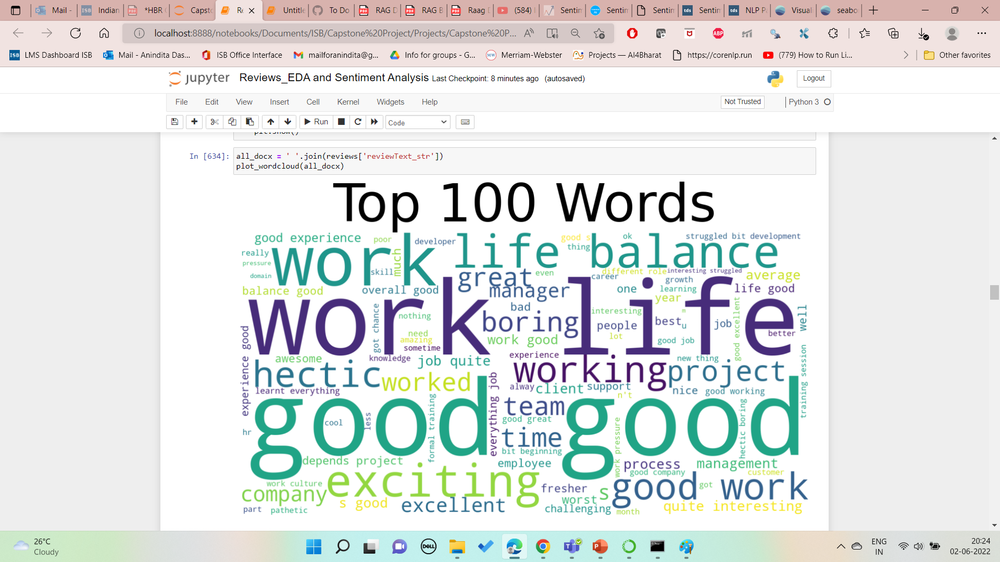 Mail - Indian *HBR Capsto Re Untitle To Do RAG D RAG B Raag (584) Sentim Sentim Sentim Sentim NLP Pa Visual seabo
localhost:8888/notebooks/Documents/ISB/Capstone%20Project/Projects/Capstone%20P...
LMS Dashboard ISB Mail - Anindita Das... ISB Office Interface mailforanindita@g... Info for groups - G... Merriam-Webster Projects — AI4Bharat https://corenlp.run (779) How to Run Li... Other favorites
jupyter Reviews_EDA and Sentiment Analysis Last Checkpoint: 8 minutes ago (autosaved) Logout
File Edit View Insert Cell Kernel Widgets Help Not Trusted Python 3
Run Code
plt.show()
In [634]: all_docx = ' '.join(reviews['reviewText_str'])
plot_wordcloud(all_docx)
Top 100 Words
good experience poor developer good s ok struggled bit development
work life balance
really much thing
pressure skill great even different role interesting struggled average
domain career growth
balance good overall good manager one learning life good
year
work life
bad
nothing boring interesting m best u job good excellent well
got chance people better
need lot
amazing work good good job
sometime
experience good awesome knowledge job quite experience new thing
hectic worked working project training session
learnt everything alway client support nice good working
n't
good good
team
cool less formal training everything job good great hectic boring
hr time work pressure
bit beginning
depends project employee process management
exciting good company customer
work culture fresher s good work got
company worst
s good excellent challenging quite interesting
part pathetic month
26°C
Cloudy
ENG
IN
20:24
02-06-2022